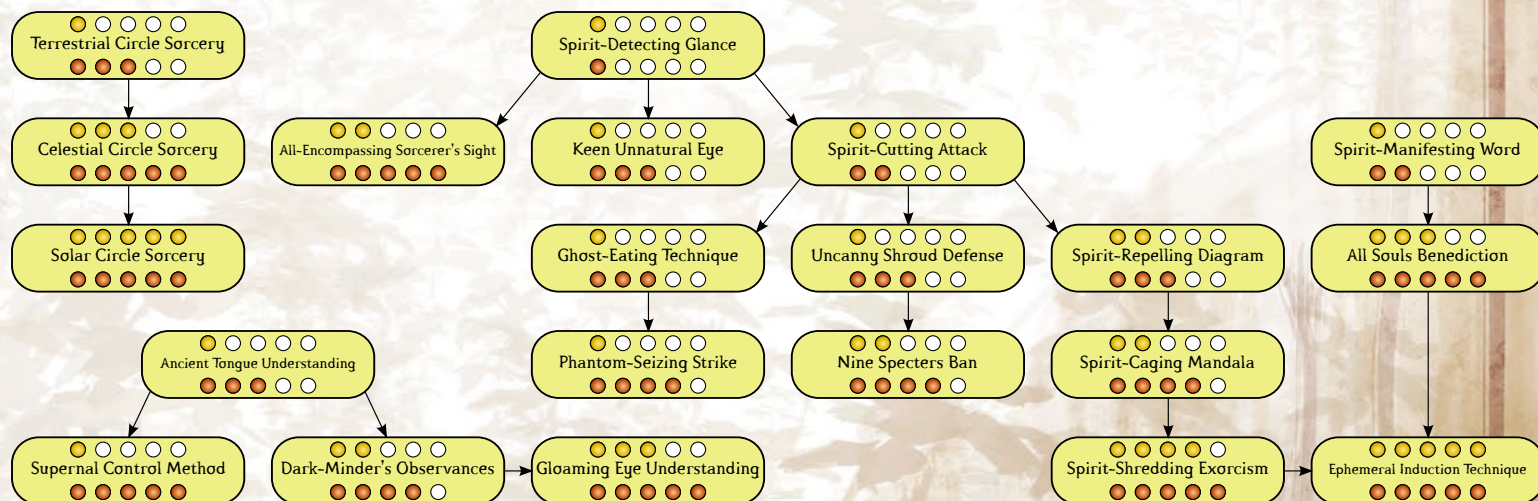 Terrestrial Circle Sorcery
Spirit-Detecting Glance
Celestial Circle Sorcery
All-Encompassing Sorcerer's Sight
Keen Unnatural Eye
Spirit-Cutting Attack
Spirit-Manifesting Word
Solar Circle Sorcery
Ghost-Eating Technique
Uncanny Shroud Defense
Spirit-Repelling Diagram
All Souls Benediction
Ancient Tongue Understanding
Phantom-Seizing Strike
Nine Specters Ban
Spirit-Caging Mandala
Supernal Control Method
Dark-Minder's Observances
Gloaming Eye Understanding
Spirit-Shredding Exorcism
Ephemeral Induction Technique